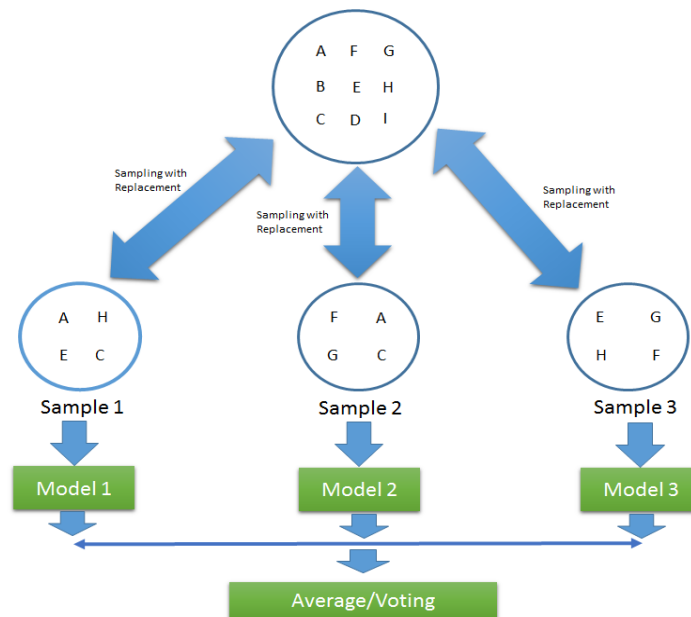 A F G
B E H
C D I
Sampling with
Replacement
Sampling with
Replacement
Sampling with
Replacement
A H
E C
Sample 1
F A
G C
Sample 2
E G
H F
Sample 3
Model 1
Model 2
Model 3
Average/Voting